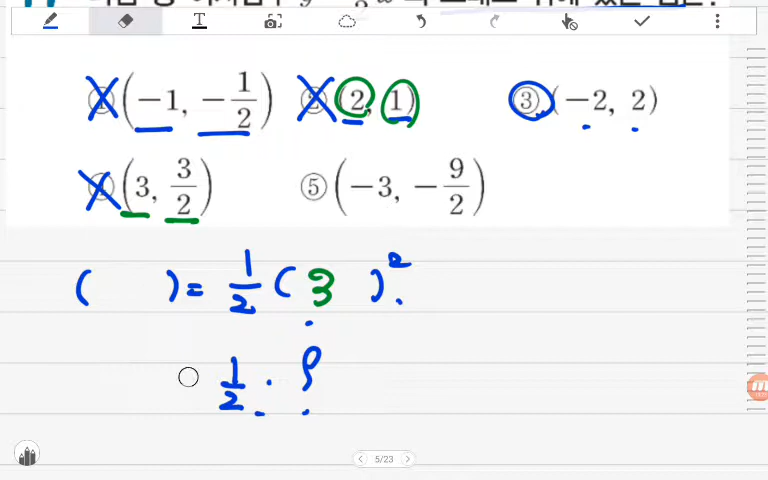 ① (−1, −1/2) ② (2, 1) ③ (−2, 2)
④ (3, 3/2) ⑤ (−3, −9/2)
( ) = 1/2 ( 3 )²
1/2 · 9
5/23